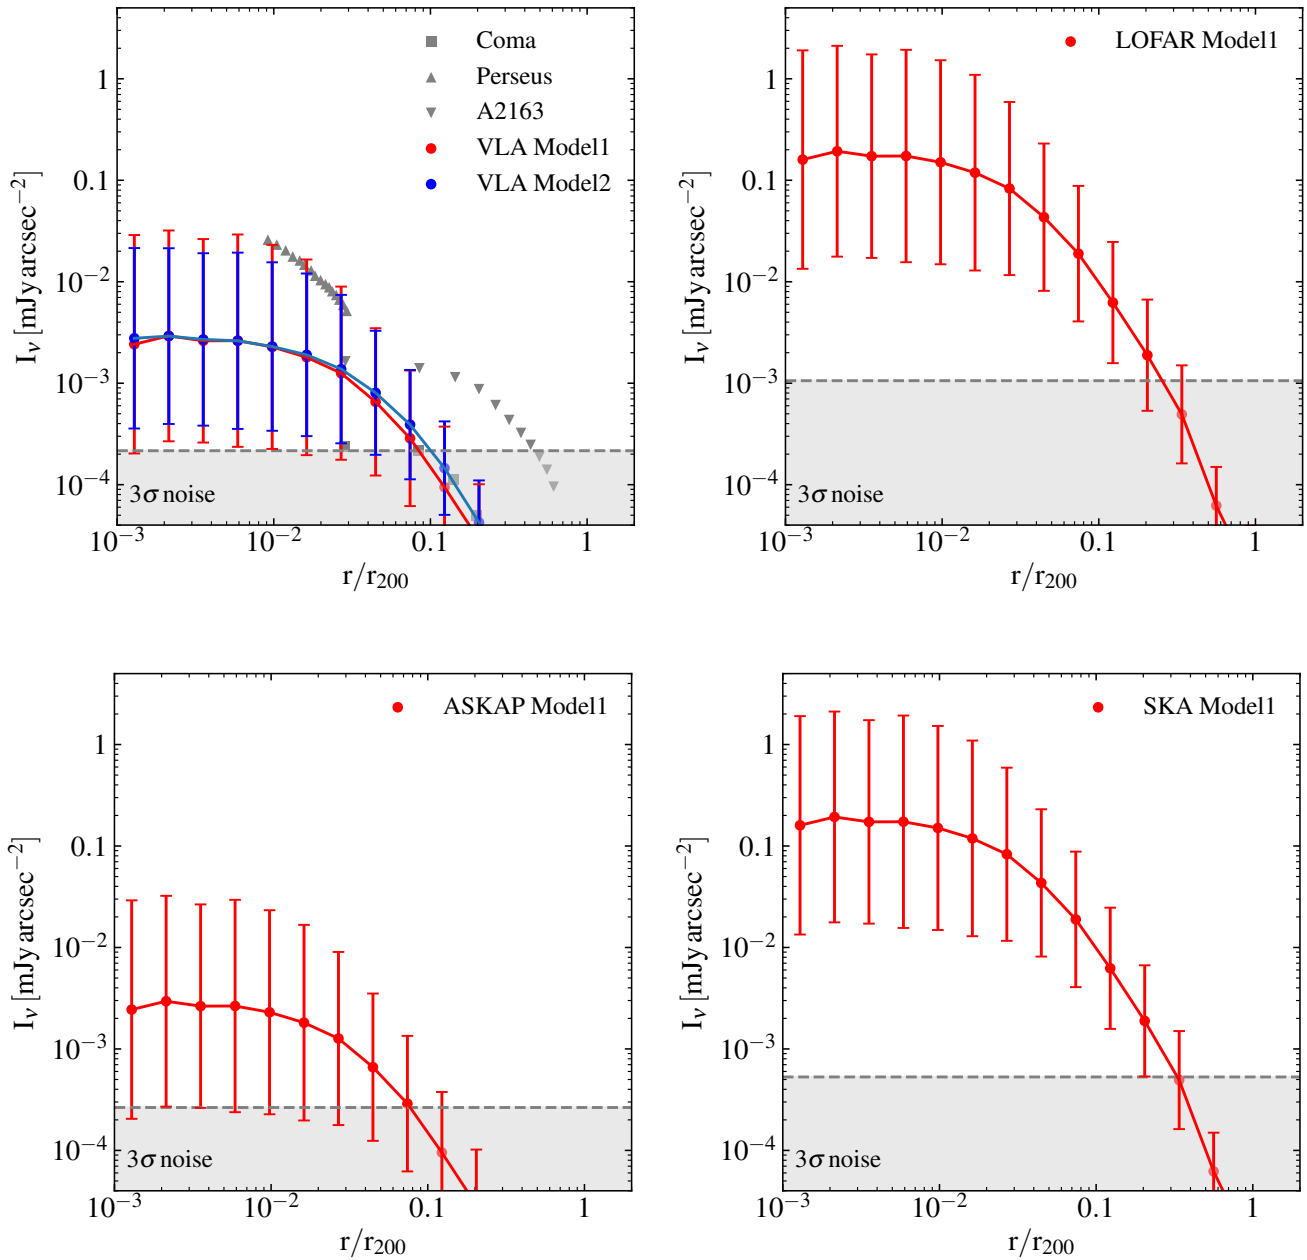 Coma
Perseus
A2163
VLA Model1
VLA Model2
1
0.1
10⁻²
10⁻³
10⁻⁴
I_ν [mJy arcsec⁻²]
3σ noise
10⁻³
10⁻²
0.1
1
r/r₂₀₀
LOFAR Model1
1
0.1
10⁻²
10⁻³
10⁻⁴
I_ν [mJy arcsec⁻²]
3σ noise
10⁻³
10⁻²
0.1
1
r/r₂₀₀
ASKAP Model1
1
0.1
10⁻²
10⁻³
10⁻⁴
I_ν [mJy arcsec⁻²]
3σ noise
10⁻³
10⁻²
0.1
1
r/r₂₀₀
SKA Model1
1
0.1
10⁻²
10⁻³
10⁻⁴
I_ν [mJy arcsec⁻²]
3σ noise
10⁻³
10⁻²
0.1
1
r/r₂₀₀